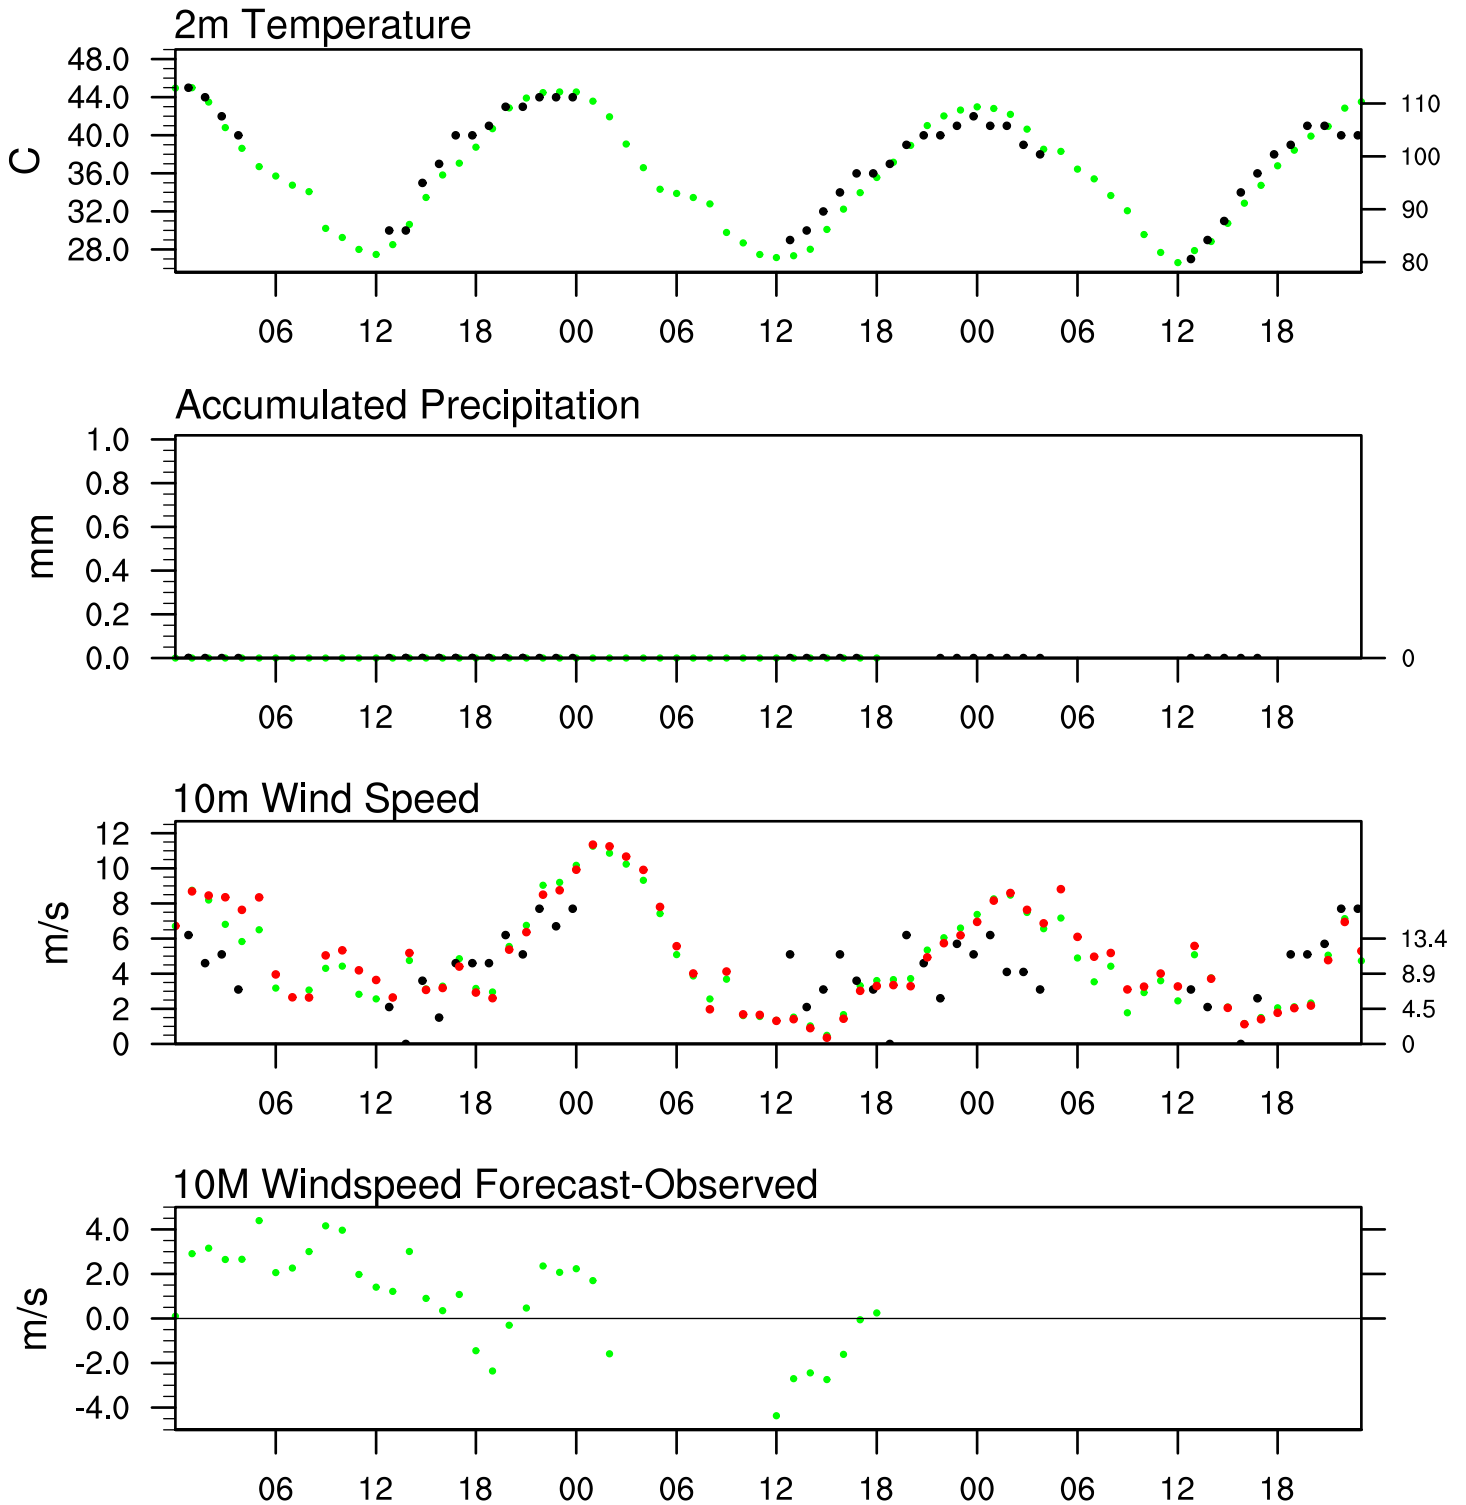 2m Temperature
48.0
44.0
40.0
36.0
32.0
28.0
C
110
100
90
80
06 12 18 00 06 12 18 00 06 12 18
Accumulated Precipitation
1.0
0.8
0.6
0.4
0.2
0.0
mm
0
06 12 18 00 06 12 18 00 06 12 18
10m Wind Speed
12
10
8
6
4
2
0
m/s
13.4
8.9
4.5
0
06 12 18 00 06 12 18 00 06 12 18
10M Windspeed Forecast-Observed
4.0
2.0
0.0
-2.0
-4.0
m/s
06 12 18 00 06 12 18 00 06 12 18